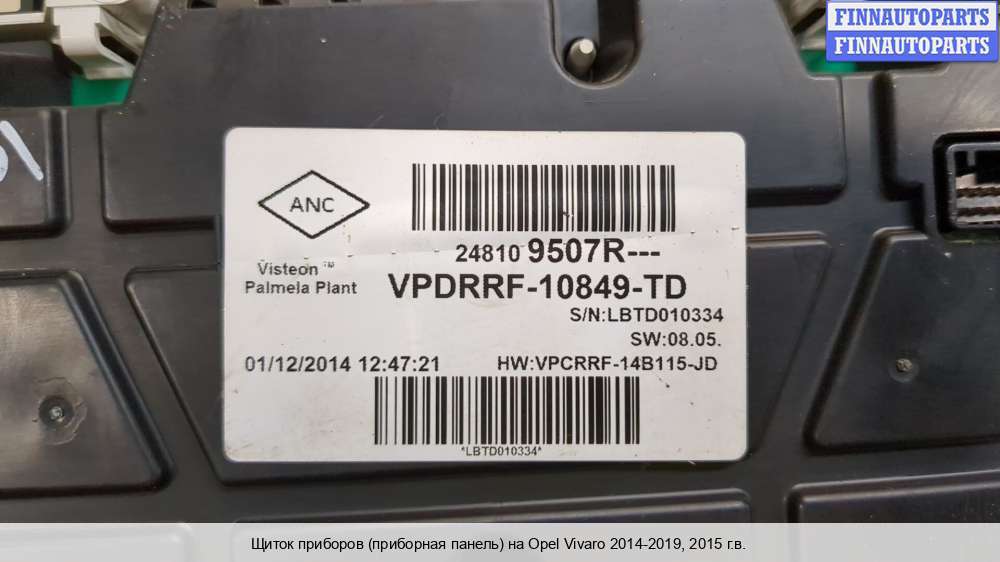 FINNAUTOPARTS
FINNAUTOPARTS
ANC
24810 9507R---
Visteon™
Palmela Plant
VPDRRF-10849-TD
S/N:LBTD010334
SW:08.05.
01/12/2014 12:47:21
HW:VPCRRF-14B115-JD
*LBTD010334*
Щиток приборов (приборная панель) на Opel Vivaro 2014-2019, 2015 г.в.